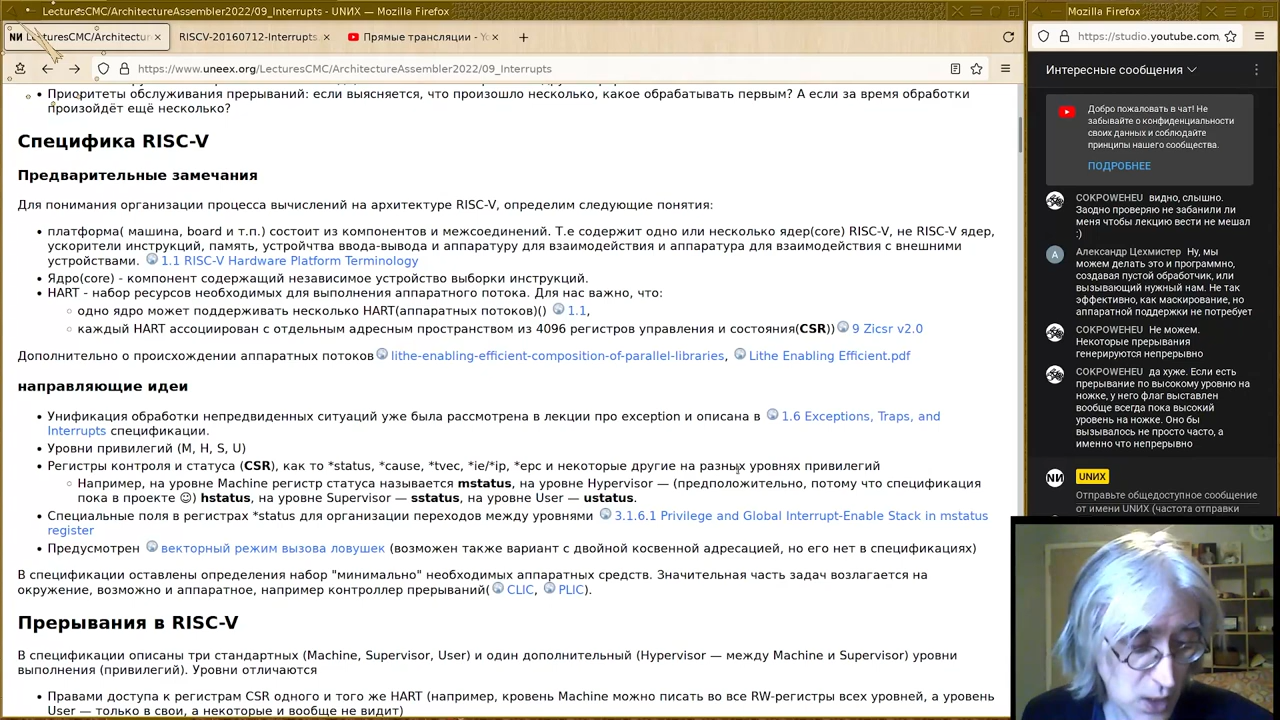 LecturesCMC/ArchitectureAssembler2022/09_Interrupts - UNИX — Mozilla Firefox
LecturesCMC/Architecture
RISCV-20160712-Interrupts.
Прямые трансляции - Yo
https://www.uneex.org/LecturesCMC/ArchitectureAssembler2022/09_Interrupts
Приоритеты обслуживания прерываний: если выясняется, что произошло несколько, какое обрабатывать первым? А если за время обработки
произойдёт ещё несколько?
Специфика RISC-V
Предварительные замечания
Для понимания организации процесса вычислений на архитектуре RISC-V, определим следующие понятия:
платформа( машина, board и т.п.) состоит из компонентов и межсоединений. Т.е содержит одно или несколько ядер(core) RISC-V, не RISC-V ядер,
ускорители инструкций, память, устройства ввода-вывода и аппаратуру для взаимодействия и аппаратура для взаимодействия с внешними
устройствами. 1.1 RISC-V Hardware Platform Terminology
Ядро(core) - компонент содержащий независимое устройство выборки инструкций.
HART - набор ресурсов необходимых для выполнения аппаратного потока. Для нас важно, что:
одно ядро может поддерживать несколько HART(аппаратных потоков)() 1.1,
каждый HART ассоциирован с отдельным адресным пространством из 4096 регистров управления и состояния(CSR)) 9 Zicsr v2.0
Дополнительно о происхождении аппаратных потоков lithe-enabling-efficient-composition-of-parallel-libraries, Lithe Enabling Efficient.pdf
направляющие идеи
Унификация обработки непредвиденных ситуаций уже была рассмотрена в лекции про exception и описана в 1.6 Exceptions, Traps, and
Interrupts спецификации.
Уровни привилегий (M, H, S, U)
Регистры контроля и статуса (CSR), как то *status, *cause, *tvec, *ie/*ip, *epc и некоторые другие на разных уровнях привилегий
Например, на уровне Machine регистр статуса называется mstatus, на уровне Hypervisor — (предположительно, потому что спецификация
пока в проекте ☺) hstatus, на уровне Supervisor — sstatus, на уровне User — ustatus.
Специальные поля в регистрах *status для организации переходов между уровнями 3.1.6.1 Privilege and Global Interrupt-Enable Stack in mstatus
register
Предусмотрен векторный режим вызова ловушек (возможен также вариант с двойной косвенной адресацией, но его нет в спецификациях)
В спецификации оставлены определения набор "минимально" необходимых аппаратных средств. Значительная часть задач возлагается на
окружение, возможно и аппаратное, например контроллер прерываний( CLIC, PLIC).
Прерывания в RISC-V
В спецификации описаны три стандартных (Machine, Supervisor, User) и один дополнительный (Hypervisor — между Machine и Supervisor) уровни
выполнения (привилегий). Уровни отличаются
Правами доступа к регистрам CSR одного и того же HART (например, кровень Machine можно писать во все RW-регистры всех уровней, а уровень
User — только в свои, а некоторые и вообще не видит)
Mozilla Firefox
https://studio.youtube.com
Интересные сообщения
Добро пожаловать в чат! Не
забывайте о конфиденциальности
своих данных и соблюдайте
принципы нашего сообщества.
ПОДРОБНЕЕ
COKPOWEHEU видно, слышно.
Заодно проверяю не забанили ли
меня чтобы лекцию вести не мешал
:)
Александр Цехмистер Ну, мы
можем делать это и программно,
создавая пустой обработчик, или
вызывающий нужный нам. Не так
эффективно, как маскирование, но
аппаратной поддержки не потребует
COKPOWEHEU Не можем.
Некоторые прерывания
генерируются непрерывно
COKPOWEHEU да хуже. Если есть
прерывание по высокому уровню на
ножке, у него флаг выставлен
вообще всегда пока высокий
уровень на ножке. Оно бы
вызывалось не просто часто, а
именно что непрерывно
UNИX
Отправьте общедоступное сообщение
от имени UNИX (частота отправки